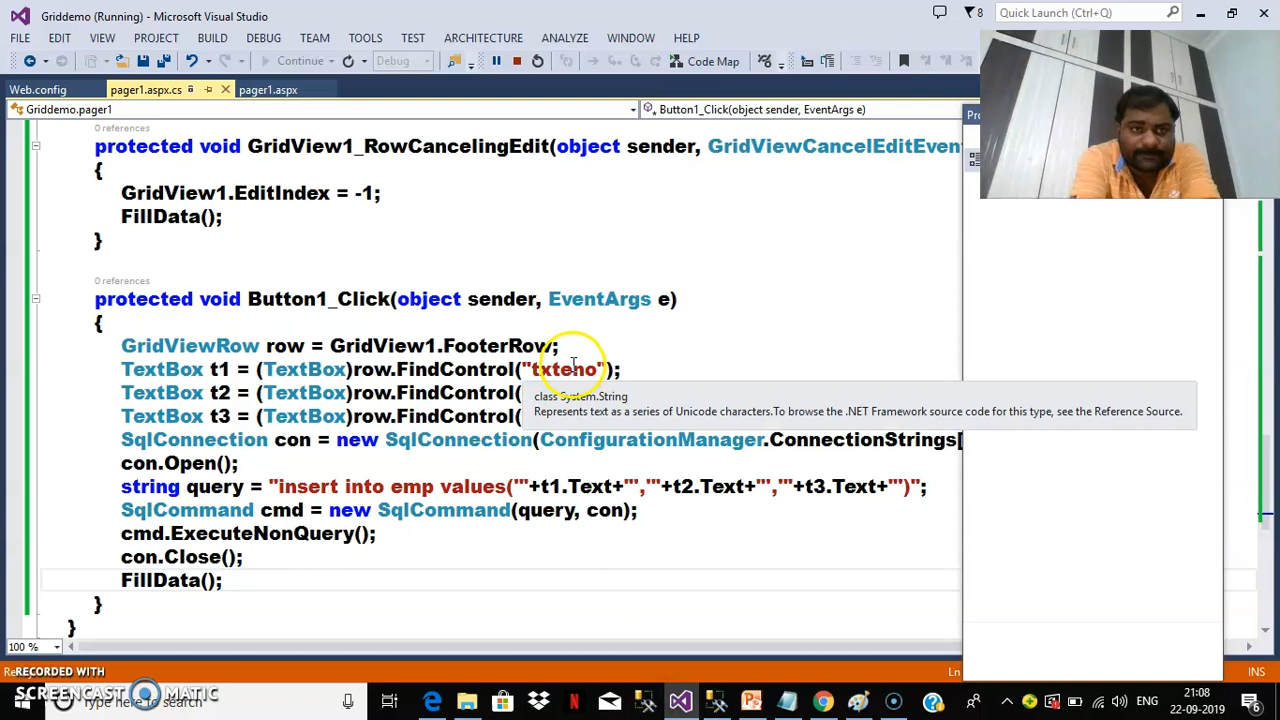 Griddemo (Running) - Microsoft Visual Studio
8
Quick Launch (Ctrl+Q)
FILE EDIT VIEW PROJECT BUILD DEBUG TEAM TOOLS TEST ARCHITECTURE ANALYZE WINDOW HELP
Continue Debug Code Map
Web.config pager1.aspx.cs pager1.aspx
Griddemo.pager1 Button1_Click(object sender, EventArgs e)
0 references
protected void GridView1_RowCancelingEdit(object sender, GridViewCancelEditEvent
{
GridView1.EditIndex = -1;
FillData();
}
0 references
protected void Button1_Click(object sender, EventArgs e)
{
GridViewRow row = GridView1.FooterRow;
TextBox t1 = (TextBox)row.FindControl("txteno");
TextBox t2 = (TextBox)row.FindControl(
class System.String
Represents text as a series of Unicode characters.To browse the .NET Framework source code for this type, see the Reference Source.
TextBox t3 = (TextBox)row.FindControl(
SqlConnection con = new SqlConnection(ConfigurationManager.ConnectionStrings[
con.Open();
string query = "insert into emp values('"+t1.Text+"','"+t2.Text+"','"+t3.Text+"')";
SqlCommand cmd = new SqlCommand(query, con);
cmd.ExecuteNonQuery();
con.Close();
FillData();
}
}
100 %
Ln INS
RECORDED WITH
SCREENCAST MATIC
Type here to search
ENG
21:08
22-09-2019
6